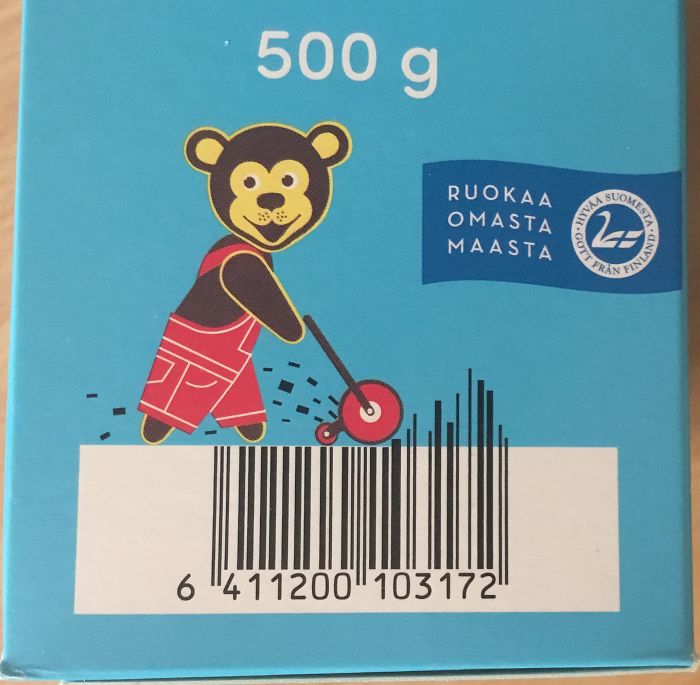 500 g
RUOKAA
OMASTA
MAASTA
HYVÄÄ SUOMESTA · GOTT FRÅN FINLAND ·
6 411200 103172